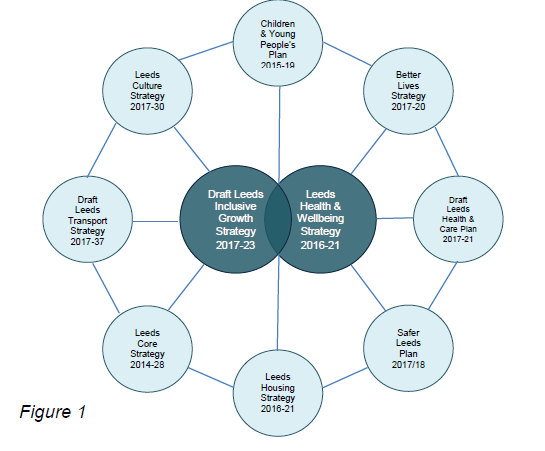 Children
& Young
People's
Plan
2015-19
Leeds
Culture
Strategy
2017-30
Better
Lives
Strategy
2017-20
Draft
Leeds
Transport
Strategy
2017-37
Draft Leeds
Inclusive
Growth
Strategy
2017-23
Leeds
Health &
Wellbeing
Strategy
2016-21
Draft
Leeds
Health &
Care Plan
2017-21
Leeds
Core
Strategy
2014-28
Safer
Leeds
Plan
2017/18
Leeds
Housing
Strategy
2016-21
Figure 1